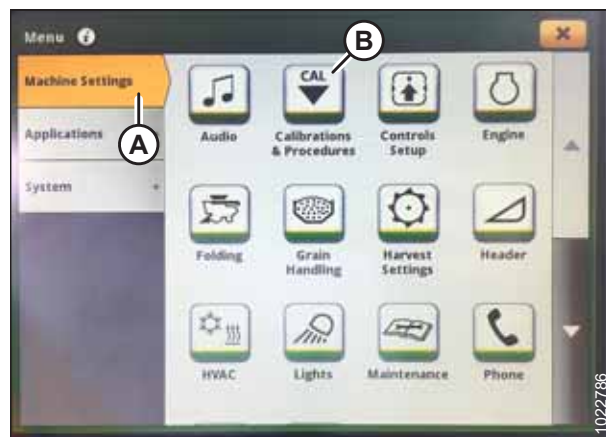 Menu i
B
Machine Settings
A
Applications
System
Audio
CAL
Calibrations
& Procedures
Controls
Setup
Engine
Folding
Grain
Handling
Harvest
Settings
Header
HVAC
Lights
Maintenance
Phone
1022786